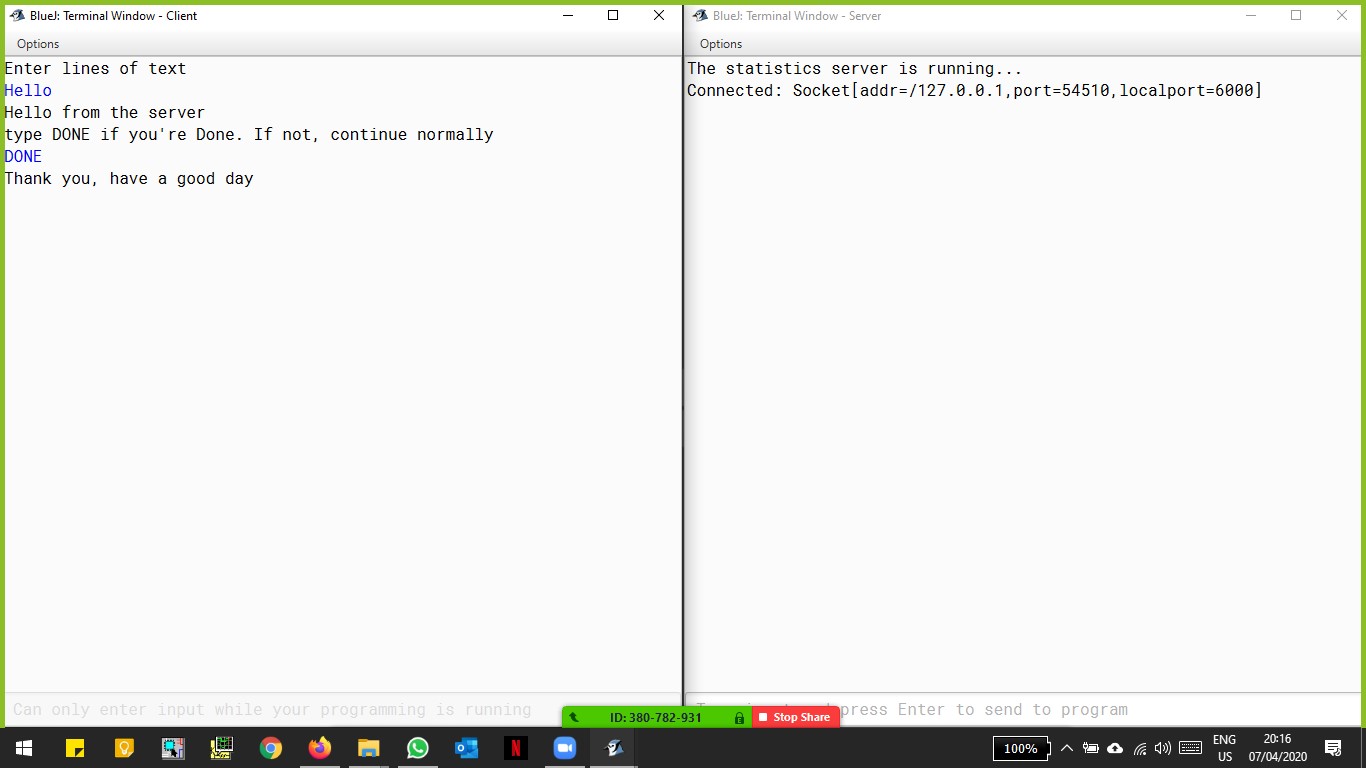 BlueJ: Terminal Window - Client
Options
Enter lines of text
Hello
Hello from the server
type DONE if you're Done. If not, continue normally
DONE
Thank you, have a good day
Can only enter input while your programming is running
BlueJ: Terminal Window - Server
Options
The statistics server is running...
Connected: Socket[addr=/127.0.0.1,port=54510,localport=6000]
press Enter to send to program
ID: 380-782-931
Stop Share
100%
ENG
US
20:16
07/04/2020